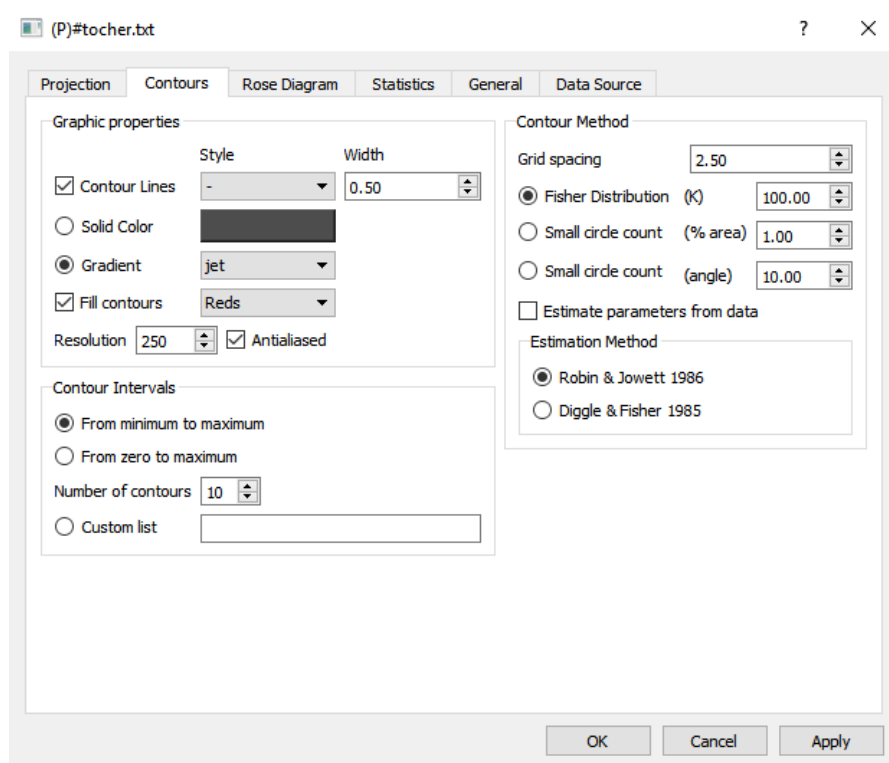 (P)#tocher.txt ?
Projection Contours Rose Diagram Statistics General Data Source
Graphic properties
Style Width
Contour Lines - 0.50
Solid Color
Gradient jet
Fill contours Reds
Resolution 250 Antialiased
Contour Intervals
From minimum to maximum
From zero to maximum
Number of contours 10
Custom list
Contour Method
Grid spacing 2.50
Fisher Distribution (K) 100.00
Small circle count (% area) 1.00
Small circle count (angle) 10.00
Estimate parameters from data
Estimation Method
Robin & Jowett 1986
Diggle & Fisher 1985
OK Cancel Apply